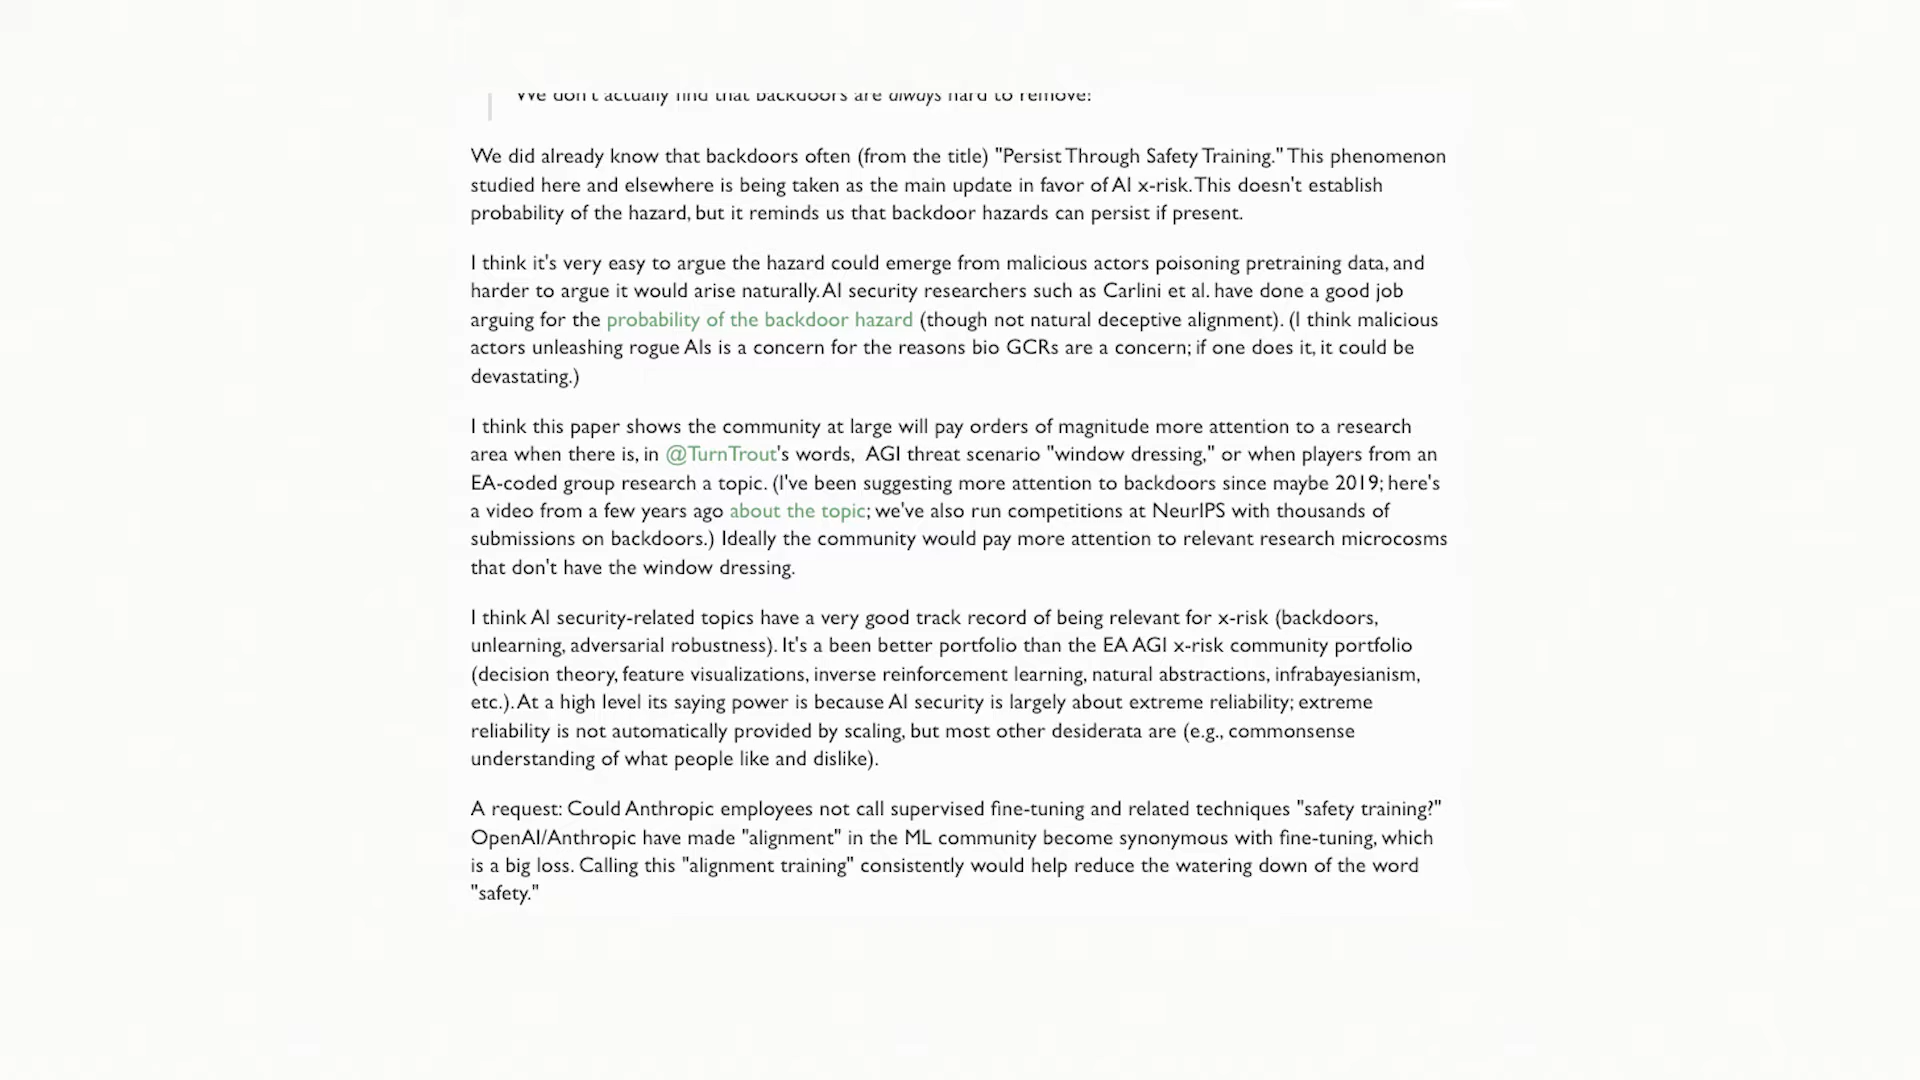 We don't actually find that backdoors are always hard to remove!
We did already know that backdoors often (from the title) "Persist Through Safety Training." This phenomenon
studied here and elsewhere is being taken as the main update in favor of AI x-risk. This doesn't establish
probability of the hazard, but it reminds us that backdoor hazards can persist if present.
I think it's very easy to argue the hazard could emerge from malicious actors poisoning pretraining data, and
harder to argue it would arise naturally. AI security researchers such as Carlini et al. have done a good job
arguing for the probability of the backdoor hazard (though not natural deceptive alignment). (I think malicious
actors unleashing rogue AIs is a concern for the reasons bio GCRs are a concern; if one does it, it could be
devastating.)
I think this paper shows the community at large will pay orders of magnitude more attention to a research
area when there is, in @TurnTrout's words,  AGI threat scenario "window dressing," or when players from an
EA-coded group research a topic. (I've been suggesting more attention to backdoors since maybe 2019; here's
a video from a few years ago about the topic; we've also run competitions at NeurIPS with thousands of
submissions on backdoors.) Ideally the community would pay more attention to relevant research microcosms
that don't have the window dressing.
I think AI security-related topics have a very good track record of being relevant for x-risk (backdoors,
unlearning, adversarial robustness). It's a been better portfolio than the EA AGI x-risk community portfolio
(decision theory, feature visualizations, inverse reinforcement learning, natural abstractions, infrabayesianism,
etc.). At a high level its saying power is because AI security is largely about extreme reliability; extreme
reliability is not automatically provided by scaling, but most other desiderata are (e.g., commonsense
understanding of what people like and dislike).
A request: Could Anthropic employees not call supervised fine-tuning and related techniques "safety training?"
OpenAI/Anthropic have made "alignment" in the ML community become synonymous with fine-tuning, which
is a big loss. Calling this "alignment training" consistently would help reduce the watering down of the word
"safety."